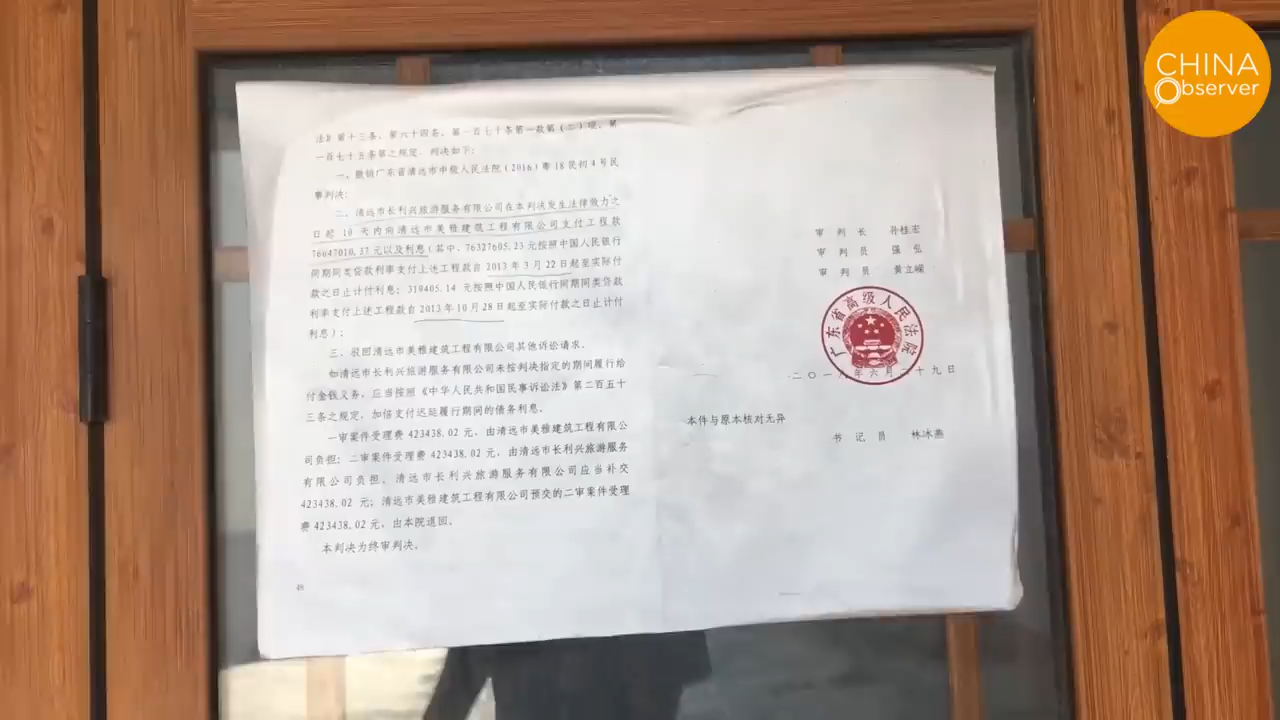 CHINA
Observer
法》第十三条、第六十四条、第一百七十条第一款第（二）项、第
一百七十五条第之规定，判决如下：
一、撤销广东省清远市中级人民法院（2016）粤18民初4号民
事判决；
二、清远市长利兴旅游服务有限公司在本判决发生法律效力之
日起10天内向清远市美雅建筑工程有限公司支付工程款
76647010.37元以及利息（其中，76327605.23元按照中国人民银行
同期同类贷款利率支付上述工程款自2013年3月22日起至实际付
款之日止计付利息；319405.14元按照中国人民银行同期同类贷款
利率支付上述工程款自2013年10月28日起至实际付款之日止计付
利息）；
三、驳回清远市美雅建筑工程有限公司其他诉讼请求。
如清远市长利兴旅游服务有限公司未按判决指定的期间履行给
付金钱义务，应当按照《中华人民共和国民事诉讼法》第二百五十
三条之规定，加倍支付迟延履行期间的债务利息。
一审案件受理费423438.02元，由清远市美雅建筑工程有限公
司负担；二审案件受理费423438.02元，由清远市长利兴旅游服务
有限公司负担。清远市长利兴旅游服务有限公司应当补交
423438.02元；清远市美雅建筑工程有限公司预交的二审案件受理
费423438.02元，由本院退回。
本判决为终审判决。
审判长 孙桂宏
审判员 强弘
审判员 黄立嵘
广东省高级人民法院
二〇一八年六月二十九日
本件与原本核对无异
书记员 林冰燕